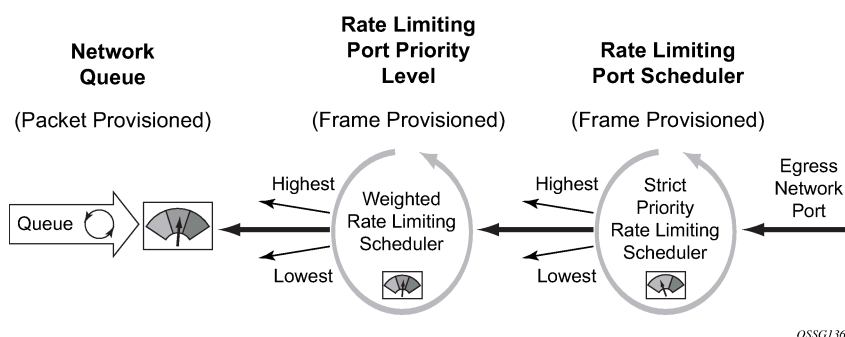 Network
Queue
(Packet Provisioned)
Rate Limiting
Port Priority
Level
(Frame Provisioned)
Rate Limiting
Port Scheduler
(Frame Provisioned)
Queue
Highest
Lowest
Weighted
Rate Limiting
Scheduler
Highest
Lowest
Strict
Priority
Rate Limiting
Scheduler
Egress
Network
Port
OSSG136